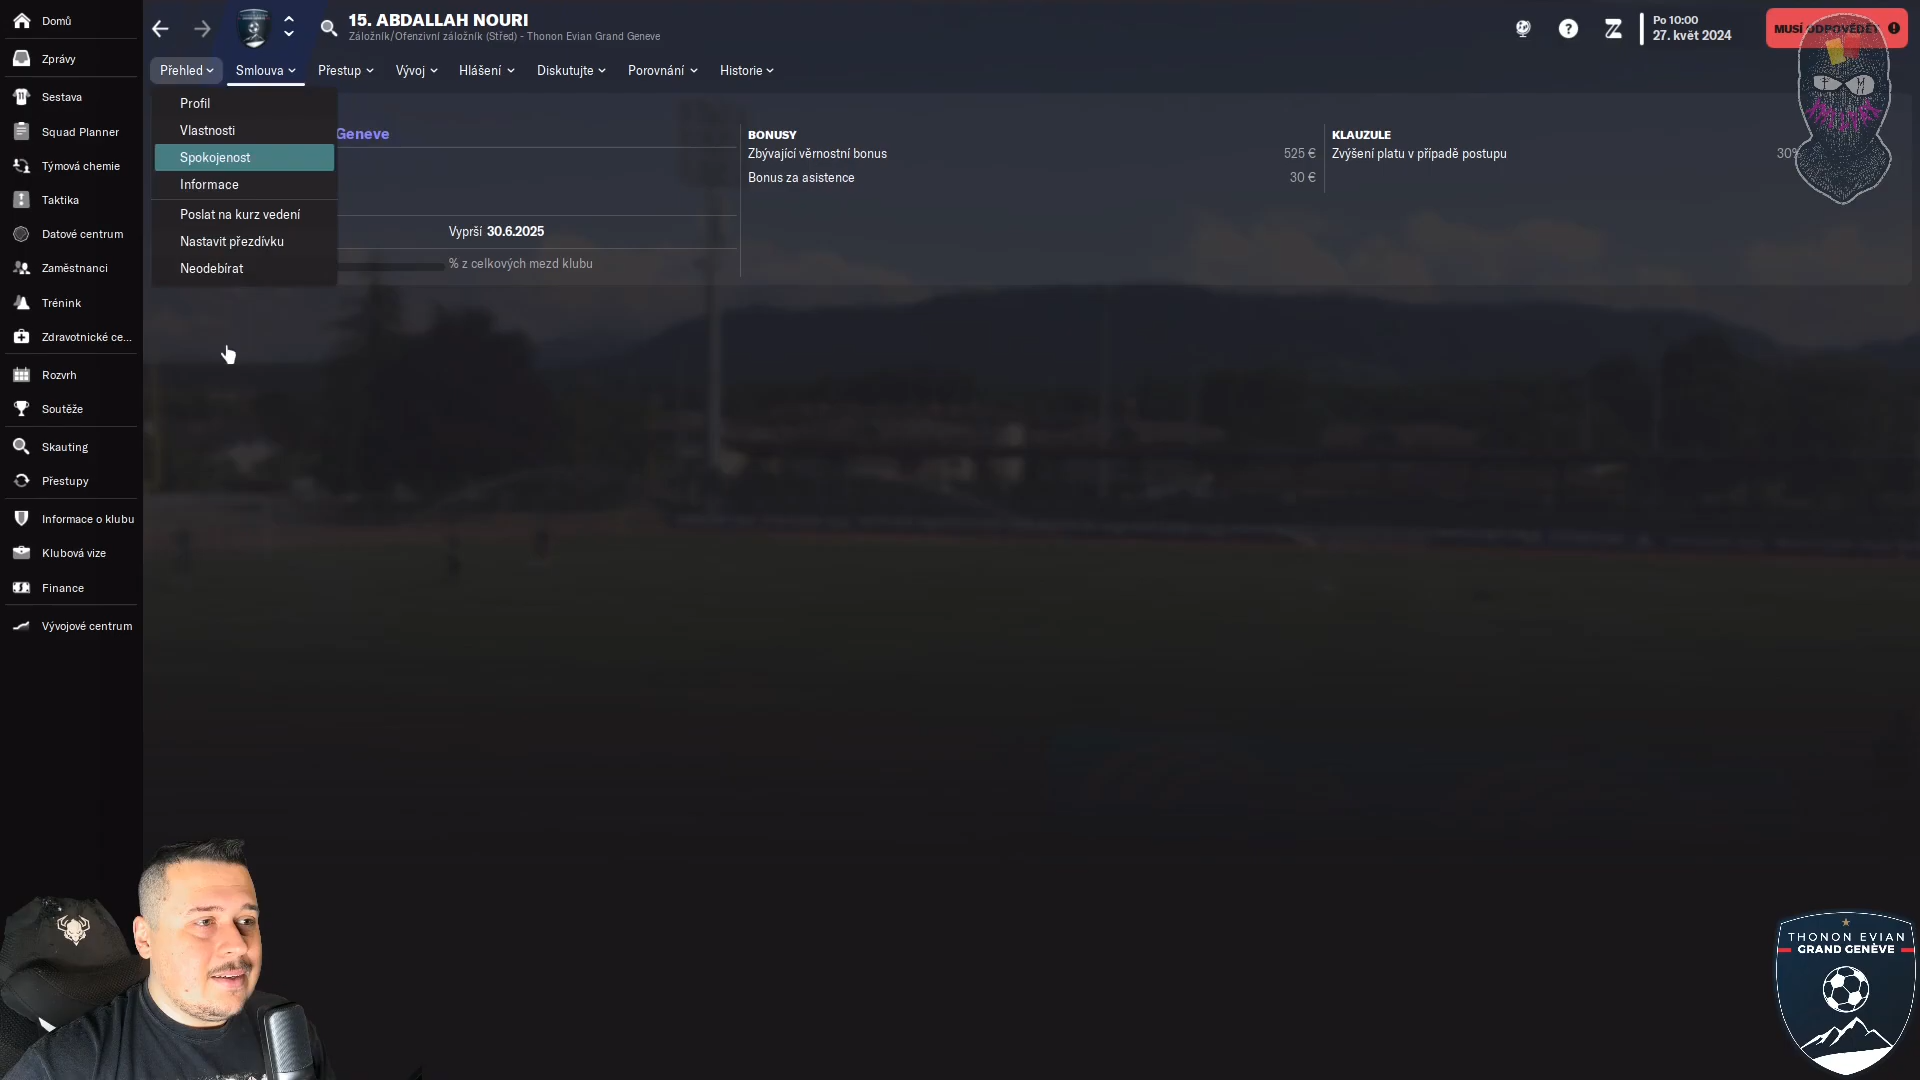 Domů
Zprávy
Sestava
Squad Planner
Týmová chemie
Taktika
Datové centrum
Zaměstnanci
Trénink
Zdravotnické ce...
Rozvrh
Soutěže
Skauting
Přestupy
Informace o klubu
Klubová vize
Finance
Vývojové centrum
15. ABDALLAH NOURI
Záložník/Ofenzivní záložník (Střed) - Thonon Evian Grand Geneve
Po 10:00
27. květ 2024
MUSÍ ODPOVĚDĚT
Přehled
Smlouva
Přestup
Vývoj
Hlášení
Diskutujte
Porovnání
Historie
Profil
Vlastnosti
Spokojenost
Informace
Poslat na kurz vedení
Nastavit přezdívku
Neodebírat
Geneve
Vyprší 30.6.2025
% z celkových mezd klubu
BONUSY
Zbývající věrnostní bonus 525 €
Bonus za asistence 30 €
KLAUZULE
Zvýšení platu v případě postupu 30%
THONON EVIAN
GRAND GENÈVE